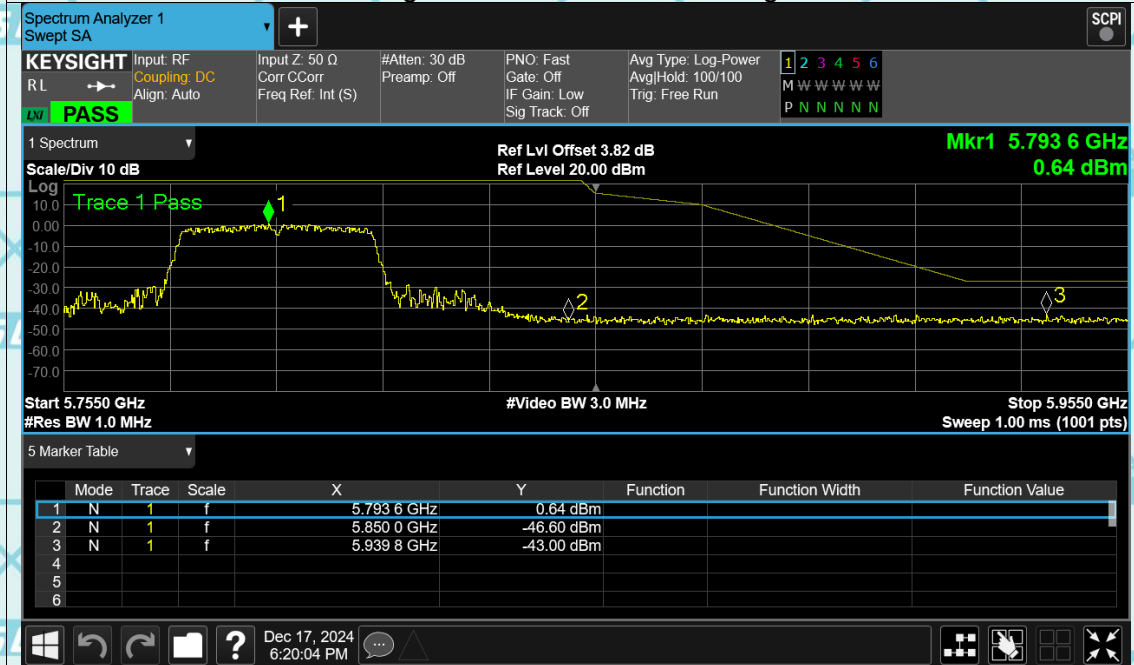 Spectrum Analyzer 1
Swept SA
+
SCPI
KEYSIGHT Input: RF Input Z: 50 Ω #Atten: 30 dB PNO: Fast Avg Type: Log-Power 1 2 3 4 5 6
R L Coupling: DC Corr CCorr Preamp: Off Gate: Off Avg|Hold: 100/100 M W W W W W
Align: Auto Freq Ref: Int (S) IF Gain: Low Trig: Free Run
LXI PASS Sig Track: Off P N N N N N
1 Spectrum Ref Lvl Offset 3.82 dB Mkr1 5.793 6 GHz
Scale/Div 10 dB Ref Level 20.00 dBm 0.64 dBm
Log
Trace 1 Pass
1
10.0
0.00
-10.0
-20.0
-30.0
2
3
-40.0
-50.0
-60.0
-70.0
Start 5.7550 GHz #Video BW 3.0 MHz Stop 5.9550 GHz
#Res BW 1.0 MHz Sweep 1.00 ms (1001 pts)
5 Marker Table
Mode Trace Scale X Y Function Function Width Function Value
1 N 1 f 5.793 6 GHz 0.64 dBm
2 N 1 f 5.850 0 GHz -46.60 dBm
3 N 1 f 5.939 8 GHz -43.00 dBm
4
5
6
? Dec 17, 2024
6:20:04 PM